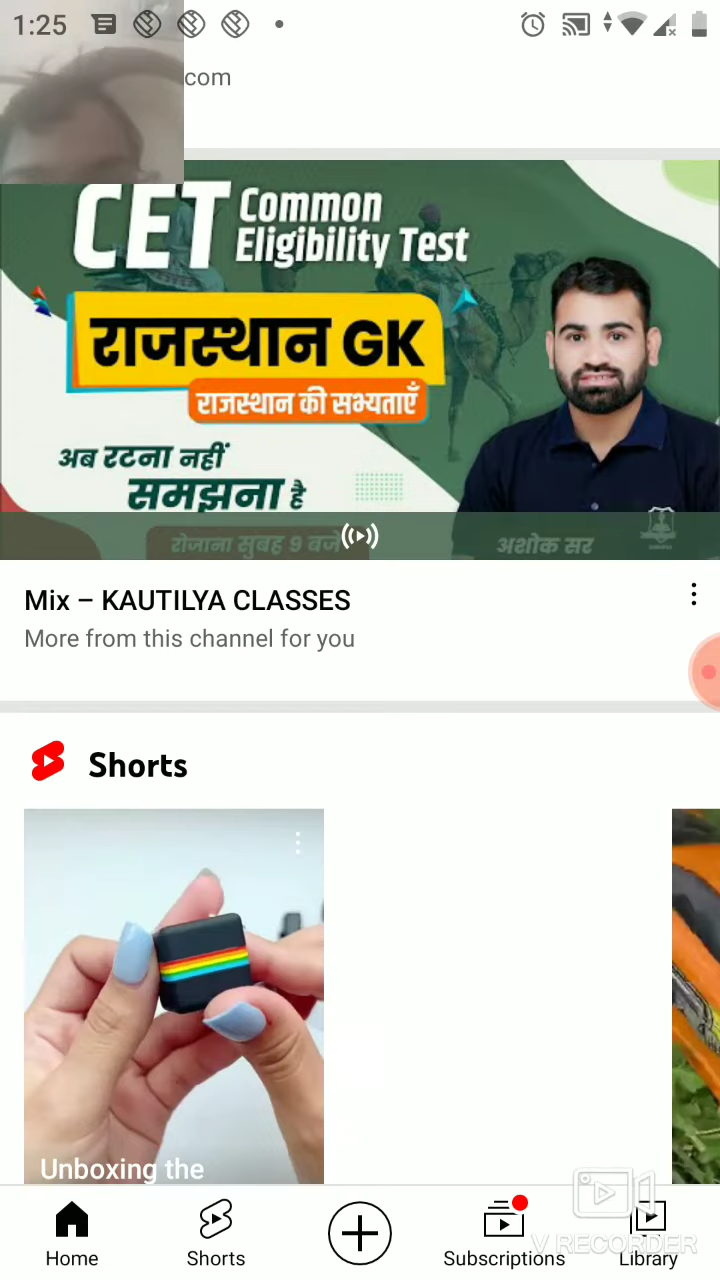 1:25
com
CET Common
Eligibility Test
राजस्थान GK
राजस्थान की सभ्यताएँ
अब रटना नहीं
समझना है
रोजाना सुबह 9 बजे
अशोक सर
Mix – KAUTILYA CLASSES
More from this channel for you
Shorts
Unboxing the
Home
Shorts
Subscriptions
Library
V RECORDER